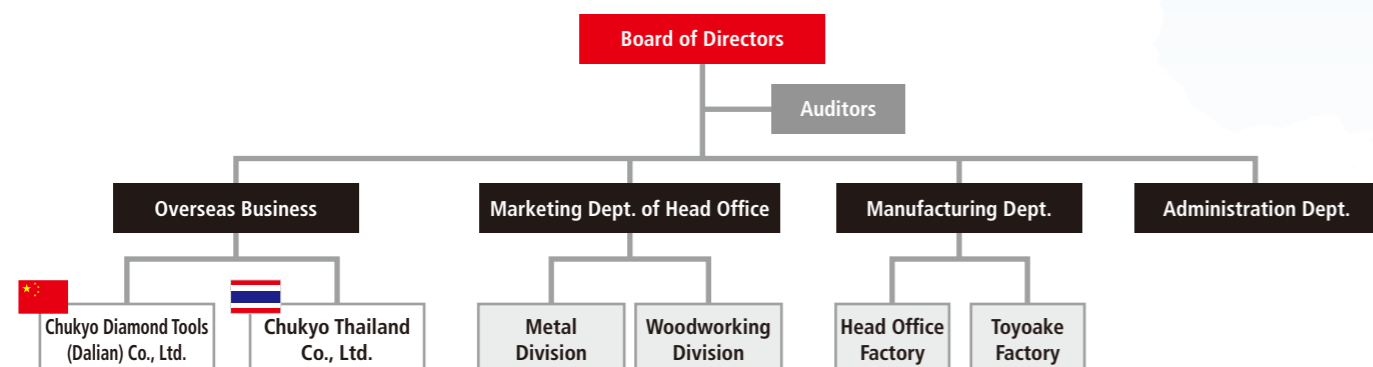 Board of Directors
Auditors
Overseas Business
Marketing Dept. of Head Office
Manufacturing Dept.
Administration Dept.
Chukyo Diamond Tools
(Dalian) Co., Ltd.
Chukyo Thailand
Co., Ltd.
Metal
Division
Woodworking
Division
Head Office
Factory
Toyoake
Factory